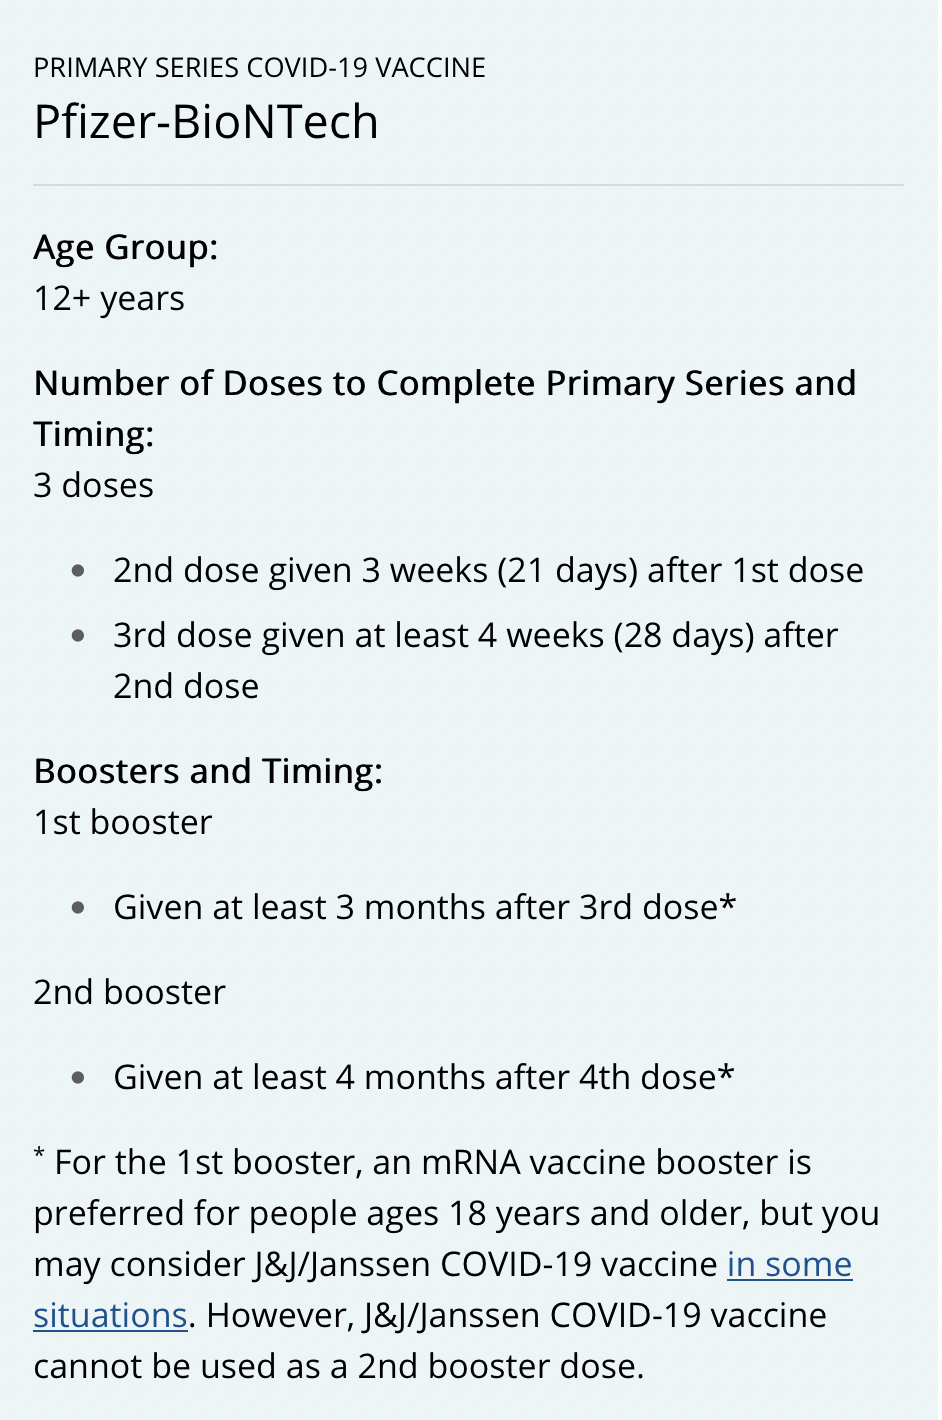 PRIMARY SERIES COVID-19 VACCINE
Pfizer-BioNTech
Age Group:
12+ years
Number of Doses to Complete Primary Series and
Timing:
3 doses
• 2nd dose given 3 weeks (21 days) after 1st dose
• 3rd dose given at least 4 weeks (28 days) after
2nd dose
Boosters and Timing:
1st booster
• Given at least 3 months after 3rd dose*
2nd booster
• Given at least 4 months after 4th dose*
* For the 1st booster, an mRNA vaccine booster is
preferred for people ages 18 years and older, but you
may consider J&J/Janssen COVID-19 vaccine in some
situations. However, J&J/Janssen COVID-19 vaccine
cannot be used as a 2nd booster dose.